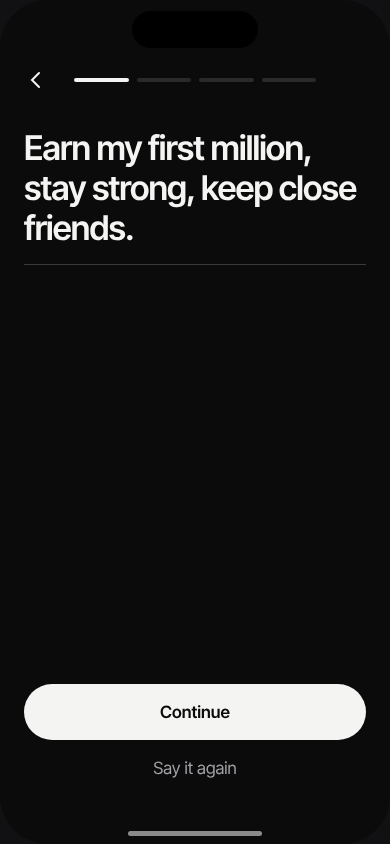 Earn my first million,
stay strong, keep close
friends.
Continue
Say it again